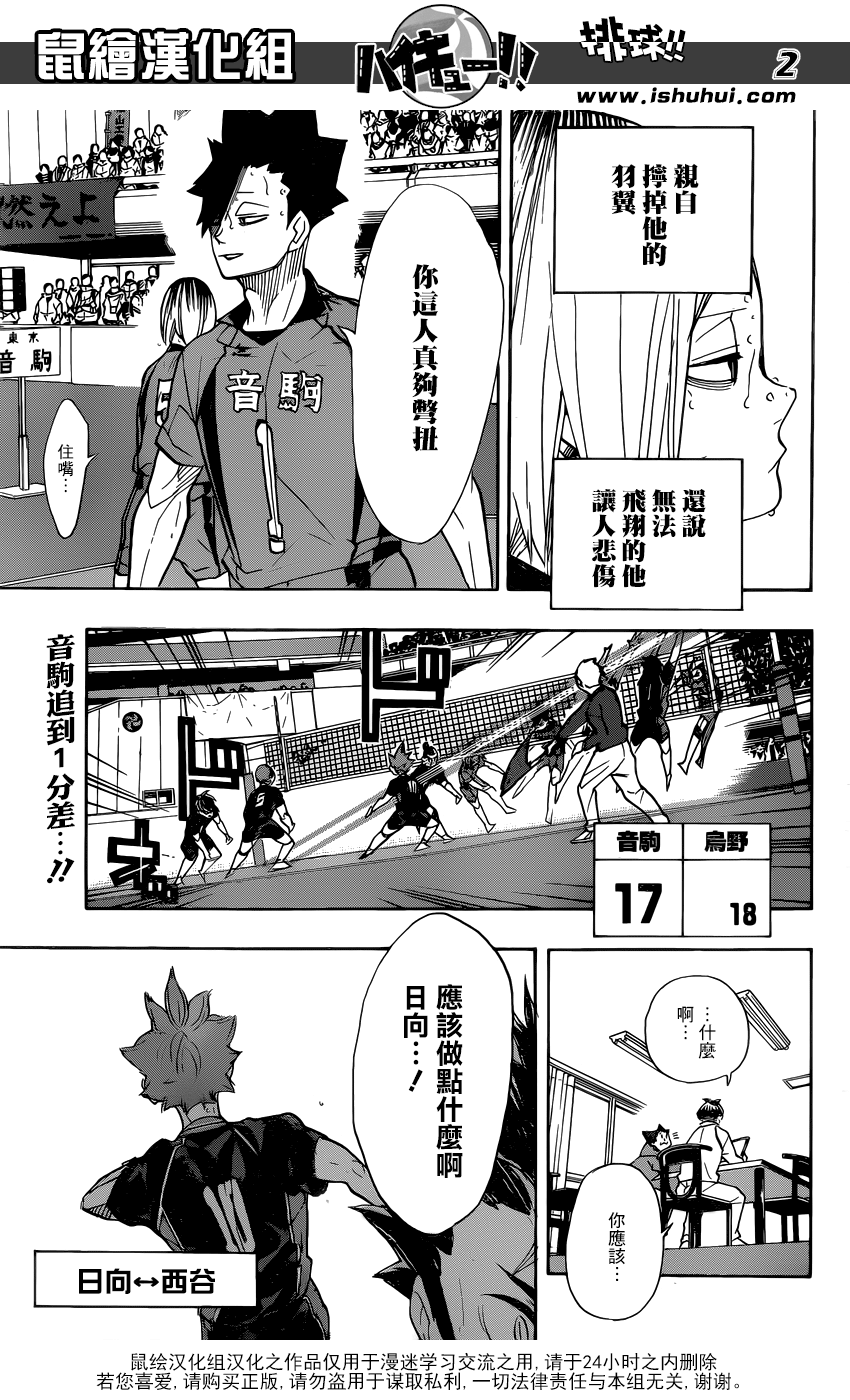 鼠繪漢化組
ハイキュー!!
排球!!
2
www.ishuhui.com
親自
擰掉他的
羽翼
還說
無法
飛翔的他
讓人悲傷
你這人真夠彆扭
燃えよ
東京
音駒
音駒
住嘴…
音駒追到1分差…!!
音駒
烏野
17
18
…什麼
啊…
你應該…
應該做點什麼啊
日向…!
日向↔西谷
鼠绘汉化组汉化之作品仅用于漫迷学习交流之用,请于24小时之内删除
若您喜爱,请购买正版,请勿盗用于谋取私利,一切法律责任与本组无关,谢谢。